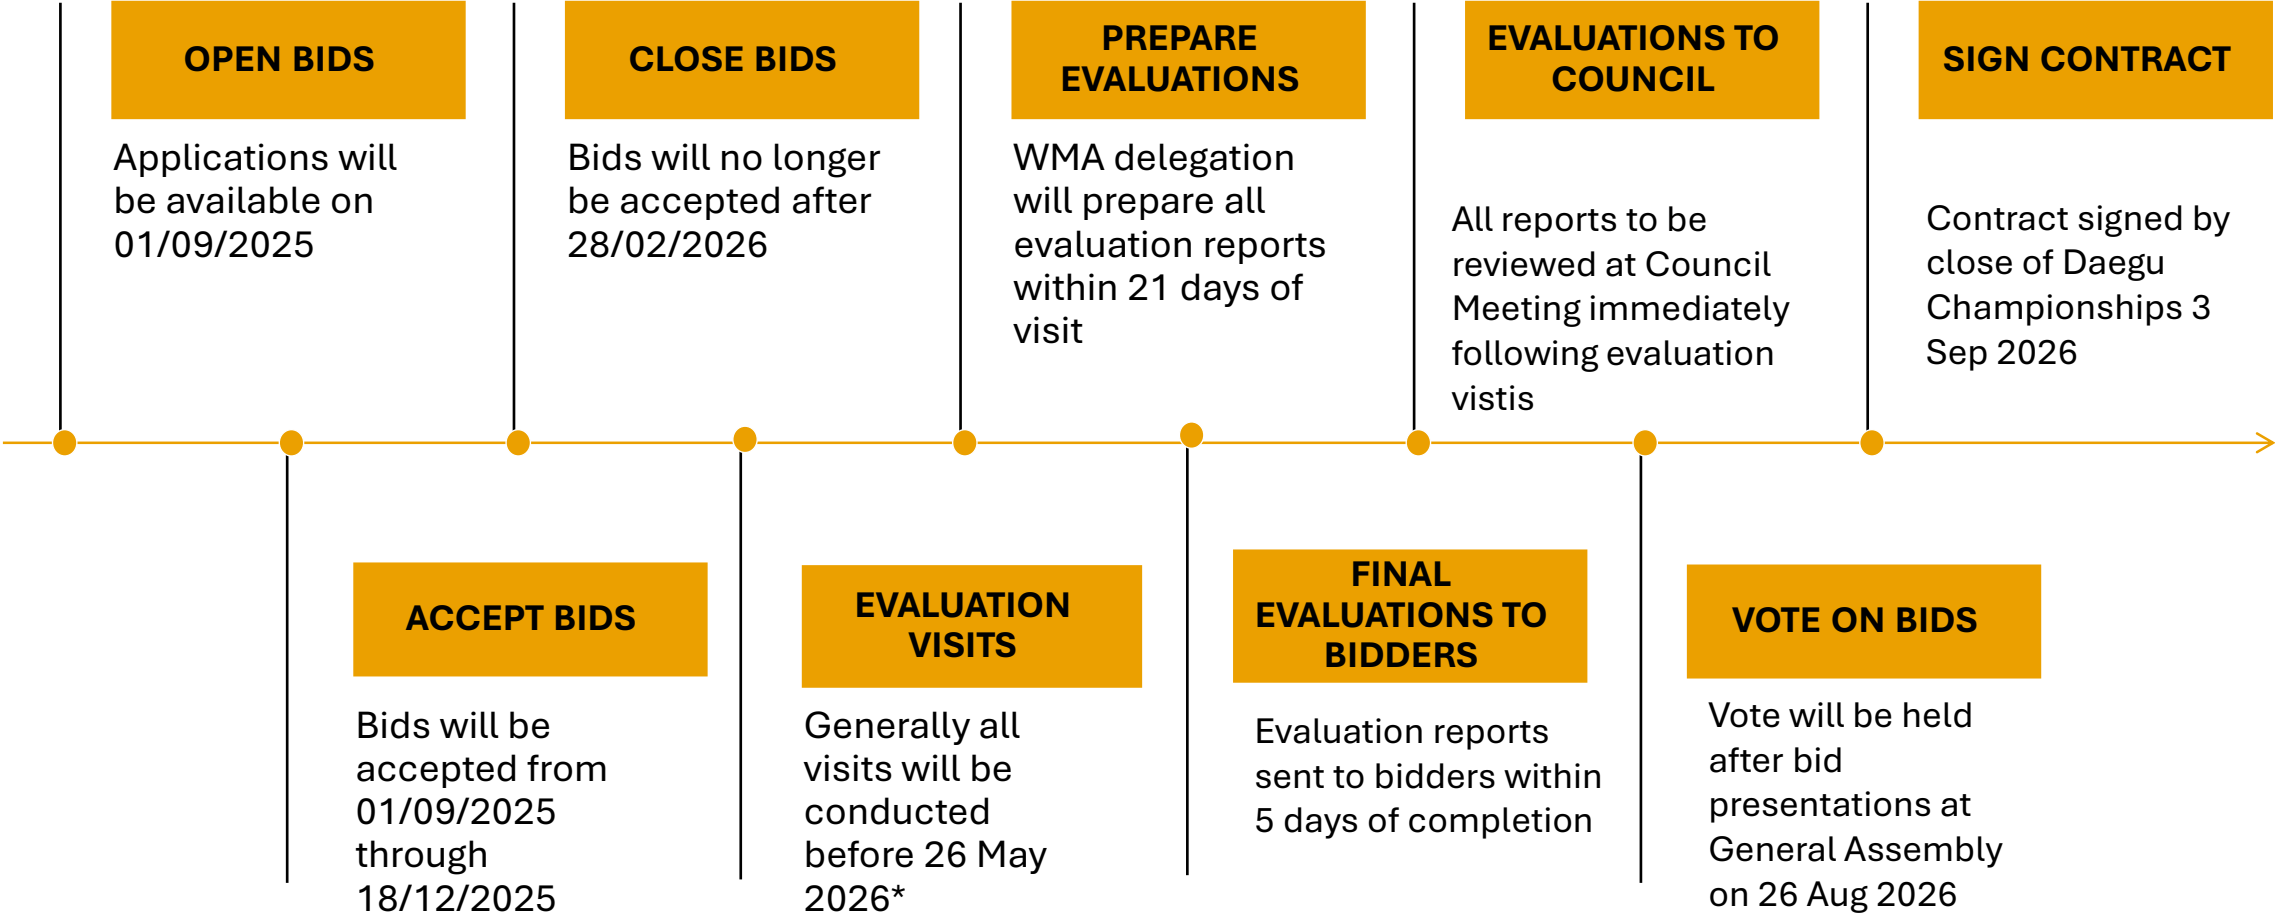 OPEN BIDS
Applications will
be available on
01/09/2025
ACCEPT BIDS
Bids will be
accepted from
01/09/2025
through
18/12/2025
CLOSE BIDS
Bids will no longer
be accepted after
28/02/2026
EVALUATION
VISITS
Generally all
visits will be
conducted
before 26 May
2026*
PREPARE
EVALUATIONS
WMA delegation
will prepare all
evaluation reports
within 21 days of
visit
FINAL
EVALUATIONS TO
BIDDERS
Evaluation reports
sent to bidders within
5 days of completion
EVALUATIONS TO
COUNCIL
All reports to be
reviewed at Council
Meeting immediately
following evaluation
vistis
VOTE ON BIDS
Vote will be held
after bid
presentations at
General Assembly
on 26 Aug 2026
SIGN CONTRACT
Contract signed by
close of Daegu
Championships 3
Sep 2026